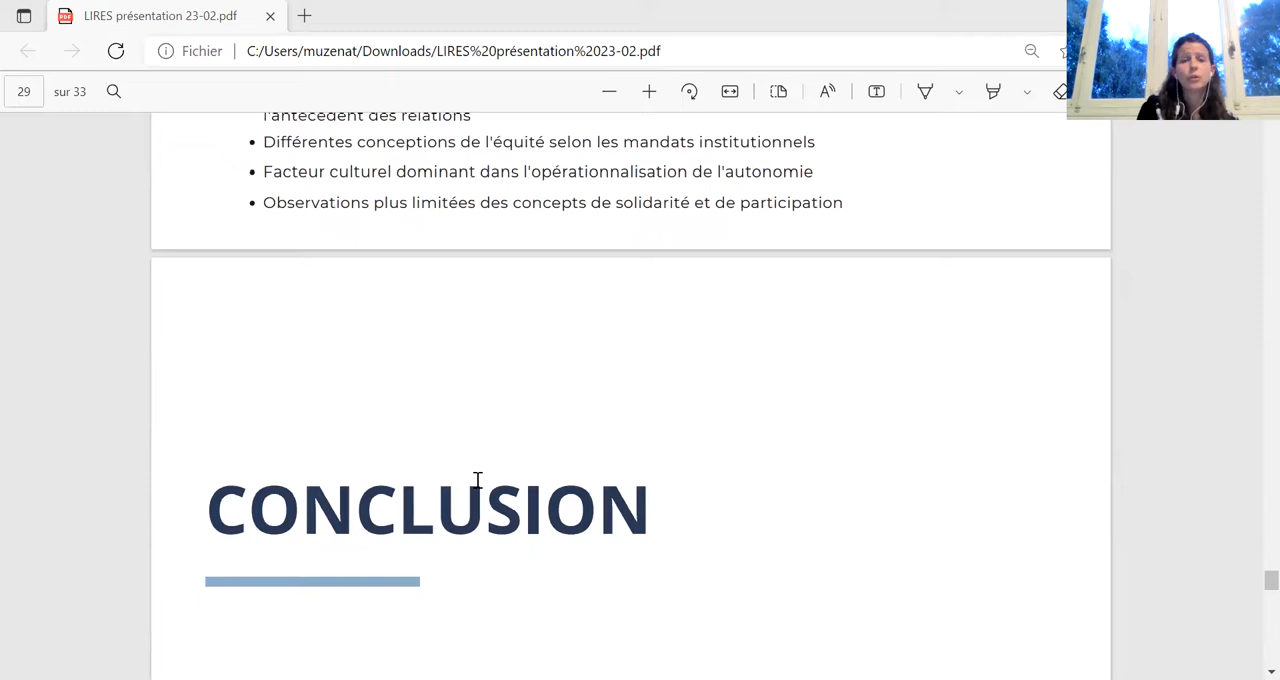 LIRES présentation 23-02.pdf
Fichier
C:/Users/muzenat/Downloads/LIRES%20présentation%2023-02.pdf
29 sur 33
l'antécédent des relations
• Différentes conceptions de l'équité selon les mandats institutionnels
• Facteur culturel dominant dans l'opérationnalisation de l'autonomie
• Observations plus limitées des concepts de solidarité et de participation
CONCLUSION